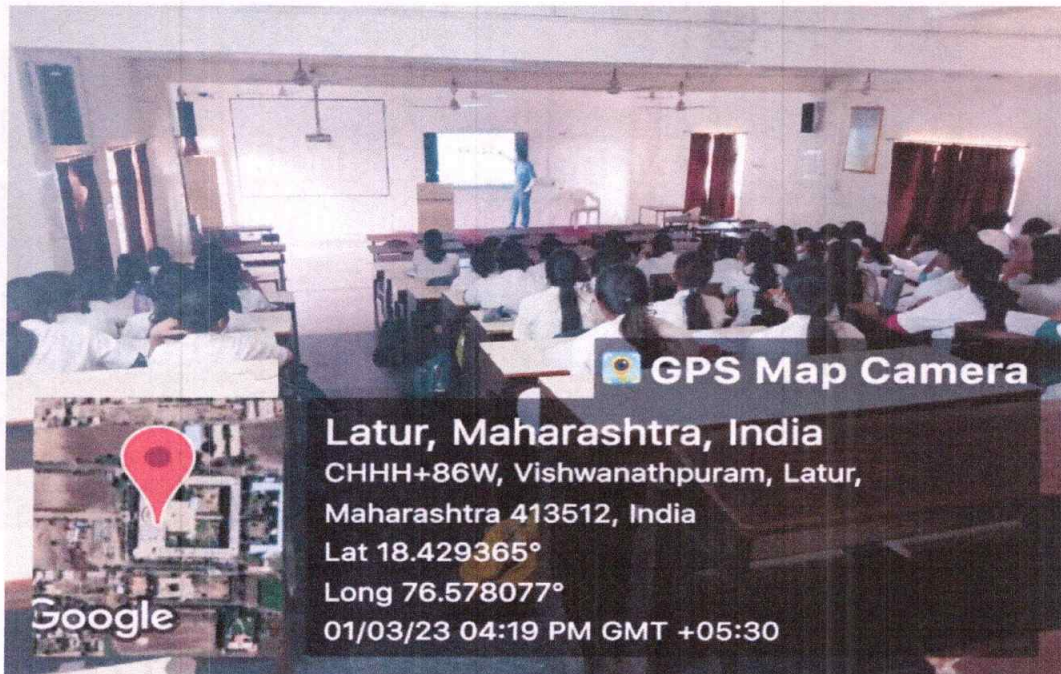 GPS Map Camera
Latur, Maharashtra, India
CHHH+86W, Vishwanathpuram, Latur,
Maharashtra 413512, India
Lat 18.429365°
Long 76.578077°
01/03/23 04:19 PM GMT +05:30
Google